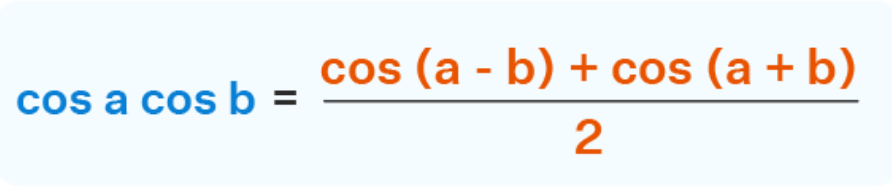 cos a cos b = cos (a - b) + cos (a + b)
2